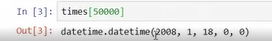 In [3]: times[50000]
Out[3]: datetime.datetime(2008, 1, 18, 0, 0)